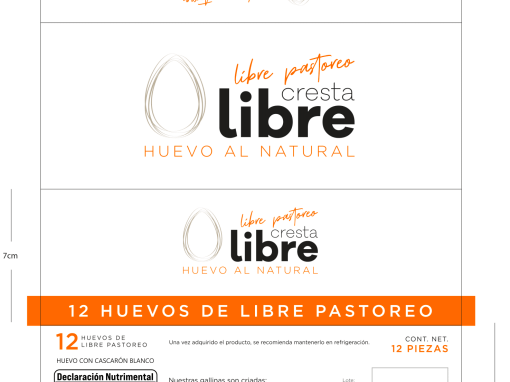 libre pastoreo
cresta
libre
HUEVO AL NATURAL
libre pastoreo
cresta
libre
HUEVO AL NATURAL
7cm
12 HUEVOS DE LIBRE PASTOREO
12 HUEVOS DE
LIBRE PASTOREO
Una vez adquirido el producto, se recomienda mantenerlo en refrigeración.
CONT. NET.
12 PIEZAS
HUEVO CON CASCARÓN BLANCO
Declaración Nutrimental
Nuestras gallinas son criadas:
Lote